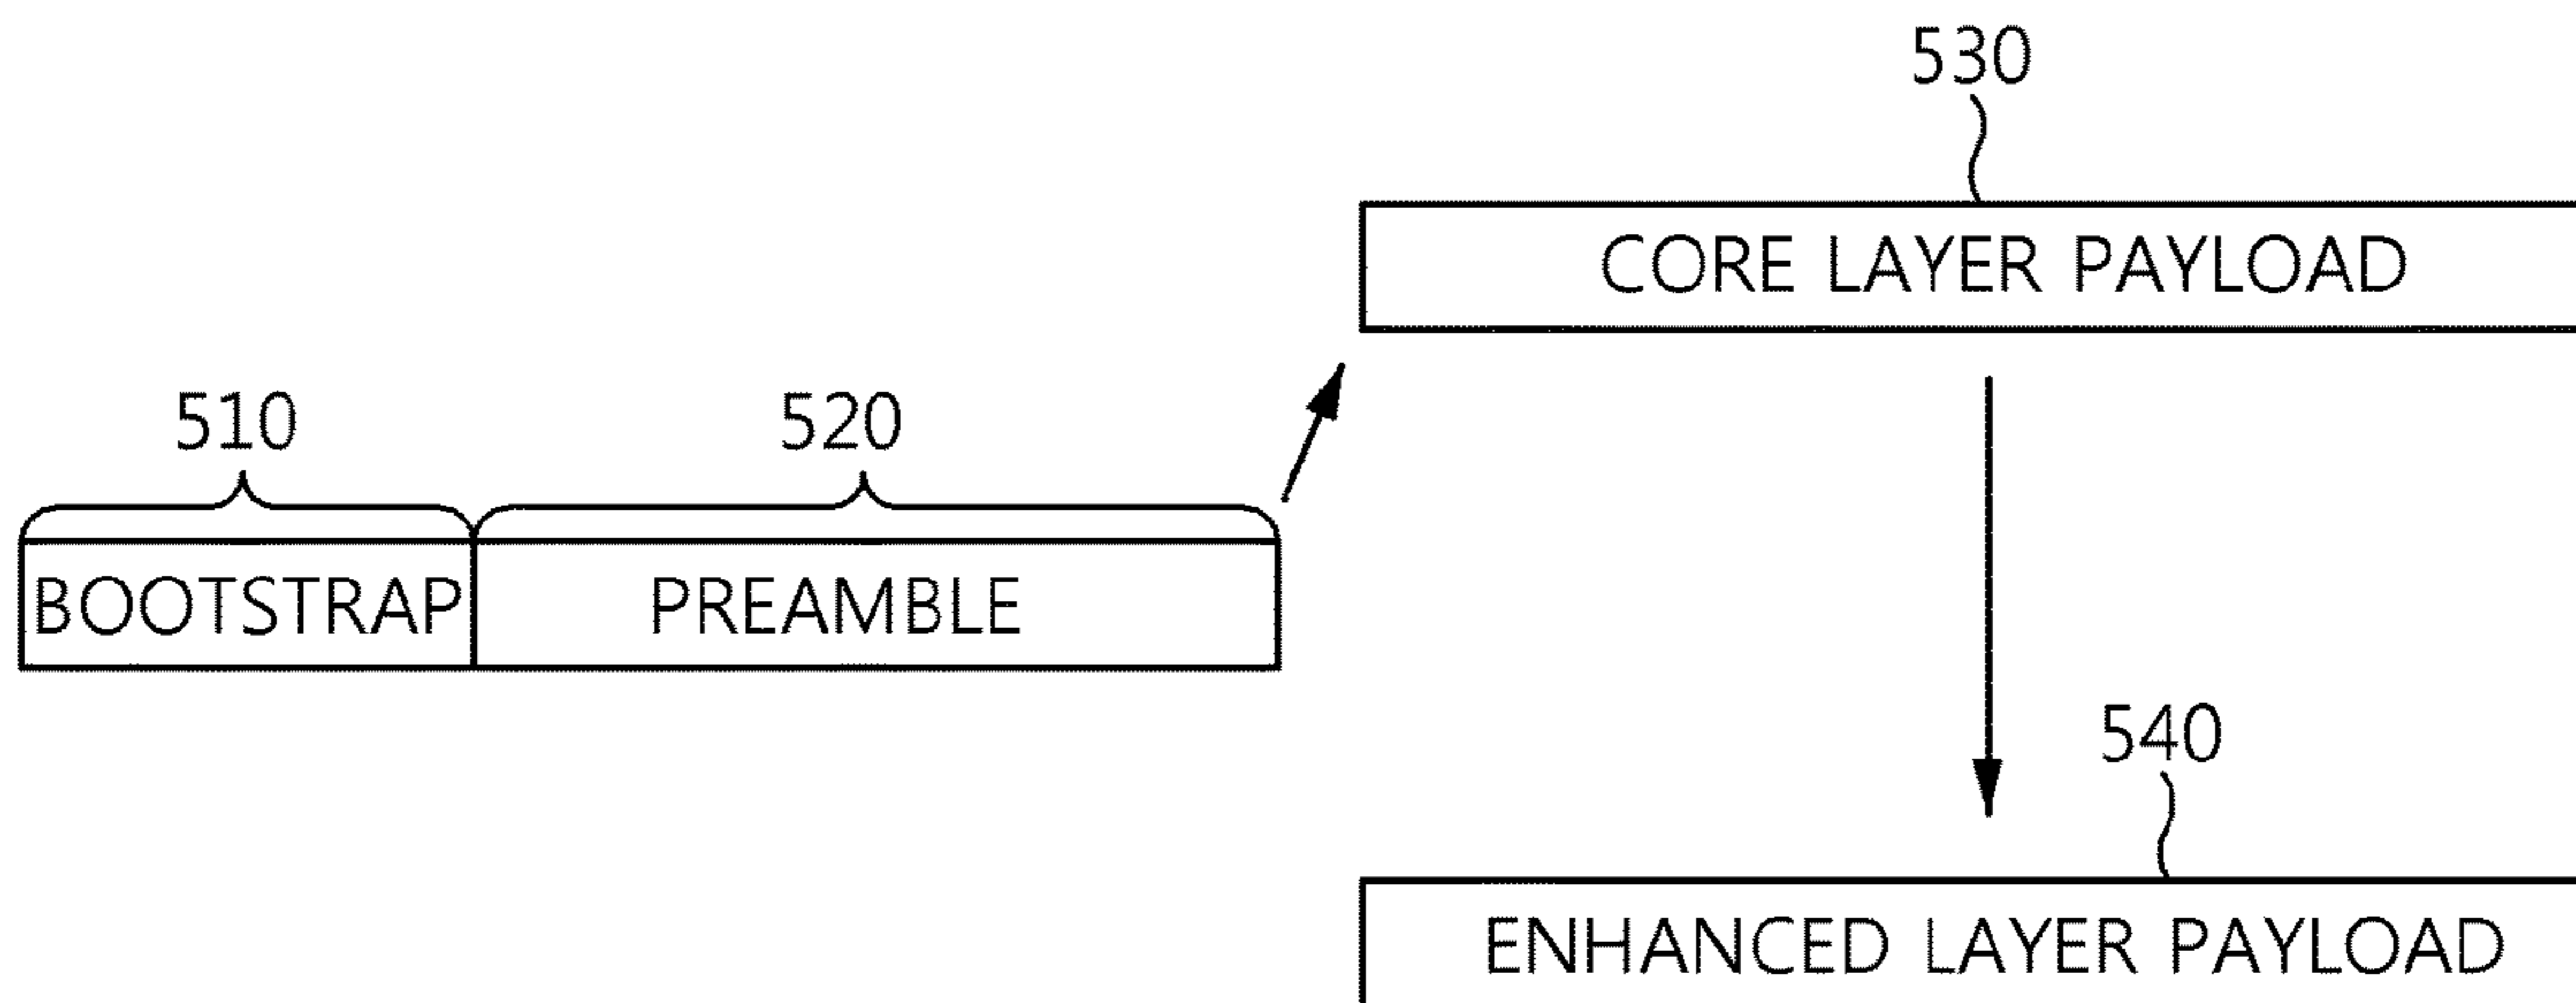 530
CORE LAYER PAYLOAD
510
520
BOOTSTRAP
PREAMBLE
540
ENHANCED LAYER PAYLOAD